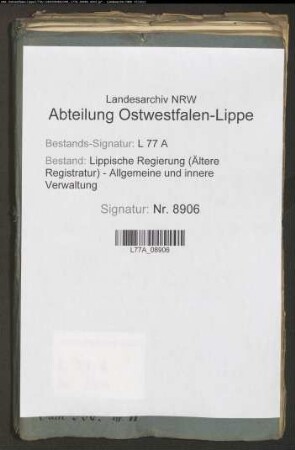 Landesarchiv NRW
Abteilung Ostwestfalen-Lippe
Bestands-Signatur: L 77 A
Bestand: Lippische Regierung (Ältere
Registratur) - Allgemeine und innere
Verwaltung
Signatur: Nr. 8906
L77A_08906